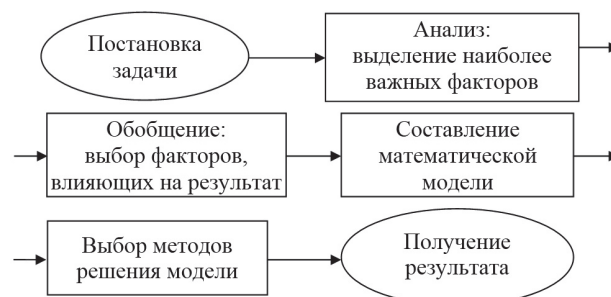 Постановка
задачи
Анализ:
выделение наиболее
важных факторов
Обобщение:
выбор факторов,
влияющих на результат
Составление
математической
модели
Выбор методов
решения модели
Получение
результата